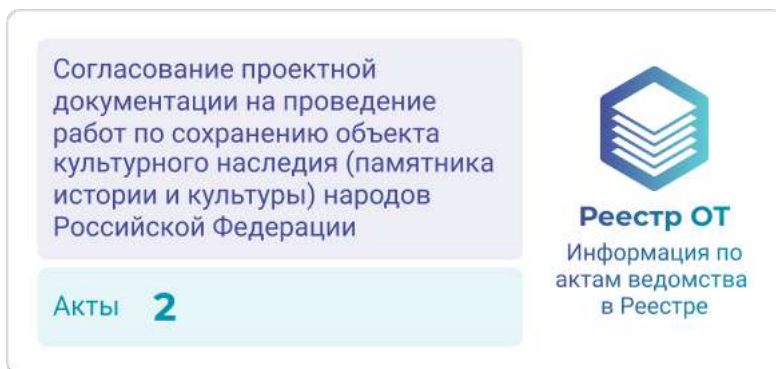 Согласование проектной
документации на проведение
работ по сохранению объекта
культурного наследия (памятника
истории и культуры) народов
Российской Федерации
Акты 2
Реестр ОТ
Информация по
актам ведомства
в Реестре